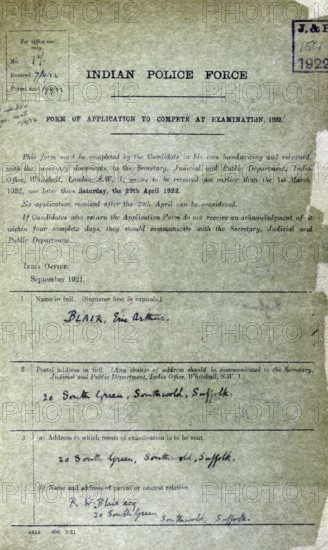 For Office use
only.
No. 17.
Received 7/4/22
J. & P.
1922
INDIAN POLICE FORCE
FORM OF APPLICATION TO COMPETE AT EXAMINATION, 1922.
This form must be completed by the Candidate in his own handwriting and returned,
with the necessary documents, to the Secretary, Judicial and Public Department, India
Office, Whitehall, London, S.W. 1, so as to be received not earlier than the 1st March
1922, nor later than Saturday, the 29th April 1922.
No application received after the 29th April can be considered.
If Candidates who return the Application Form do not receive an acknowledgment of it
within four complete days, they should communicate with the Secretary, Judicial and
Public Department.
INDIA OFFICE.
September 1921.
1 Name in full. (Surname first in capitals.)
BLAIR, Eric Arthur.
2 Postal address in full. (Any change of address should be communicated to the Secretary,
Judicial and Public Department, India Office, Whitehall, S.W. 1.)
20 South Green, Southwold, Suffolk.
3 (a) Address to which result of examination is to be sent.
20 South Green, Southwold, Suffolk.
(b) Name and address of parent or nearest relative.
R. W. Blair esq
20 South Green,
Southwold, Suffolk.